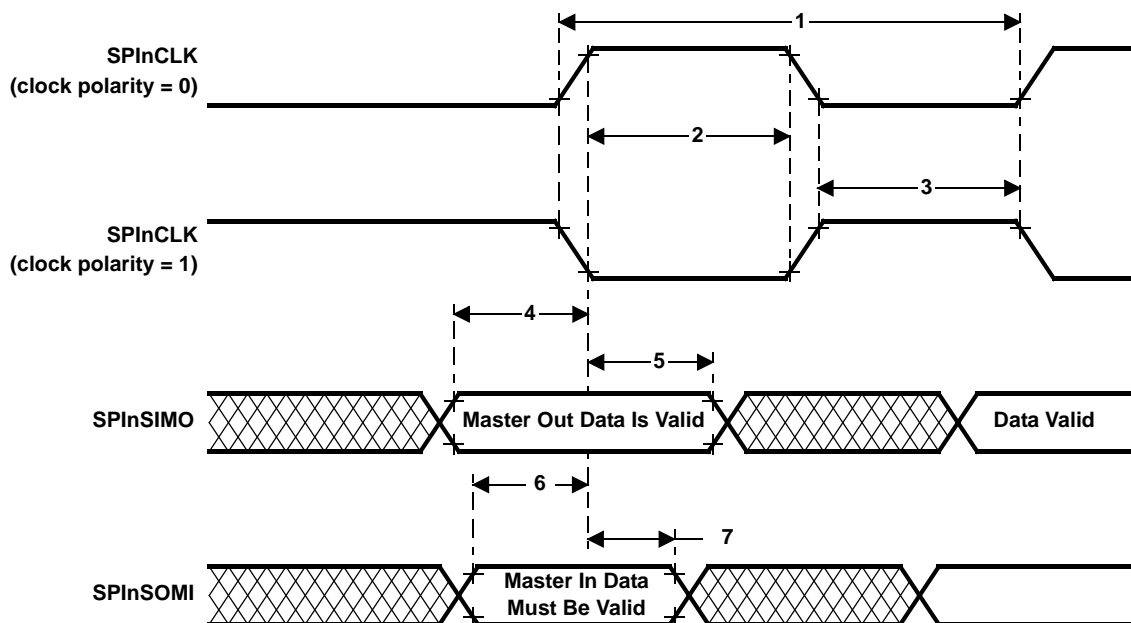 1
SPInCLK
(clock polarity = 0)
2
3
SPInCLK
(clock polarity = 1)
4
5
SPInSIMO
Master Out Data Is Valid
Data Valid
6
7
SPInSOMI
Master In Data
Must Be Valid